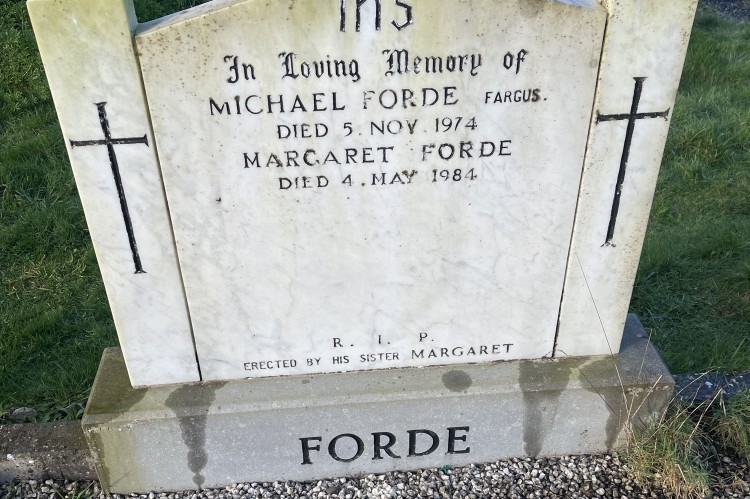 IHS
In Loving Memory of
MICHAEL FORDE FARGUS.
DIED 5. NOV. 1974
MARGARET FORDE
DIED 4. MAY 1984
R. I. P.
ERECTED BY HIS SISTER MARGARET
FORDE